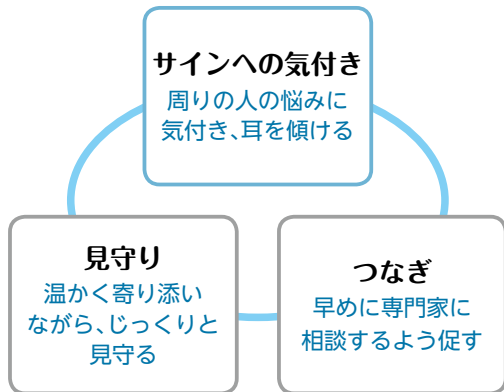 サインへの気付き
周りの人の悩みに
気付き、耳を傾ける
見守り
温かく寄り添い
ながら、じっくりと
見守る
つなぎ
早めに専門家に
相談するよう促す